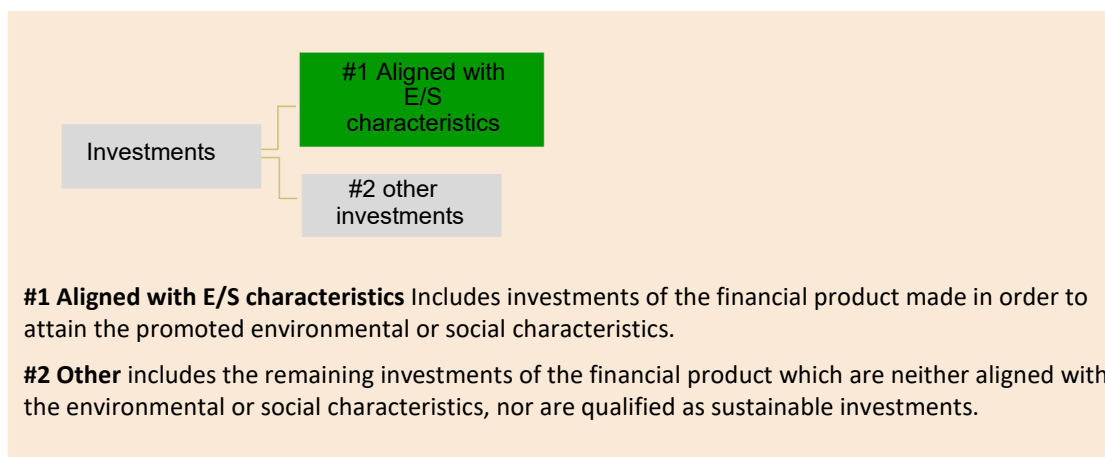 #1 Aligned with
E/S
characteristics
Investments
#2 other
investments
#1 Aligned with E/S characteristics Includes investments of the financial product made in order to
attain the promoted environmental or social characteristics.
#2 Other includes the remaining investments of the financial product which are neither aligned with
the environmental or social characteristics, nor are qualified as sustainable investments.